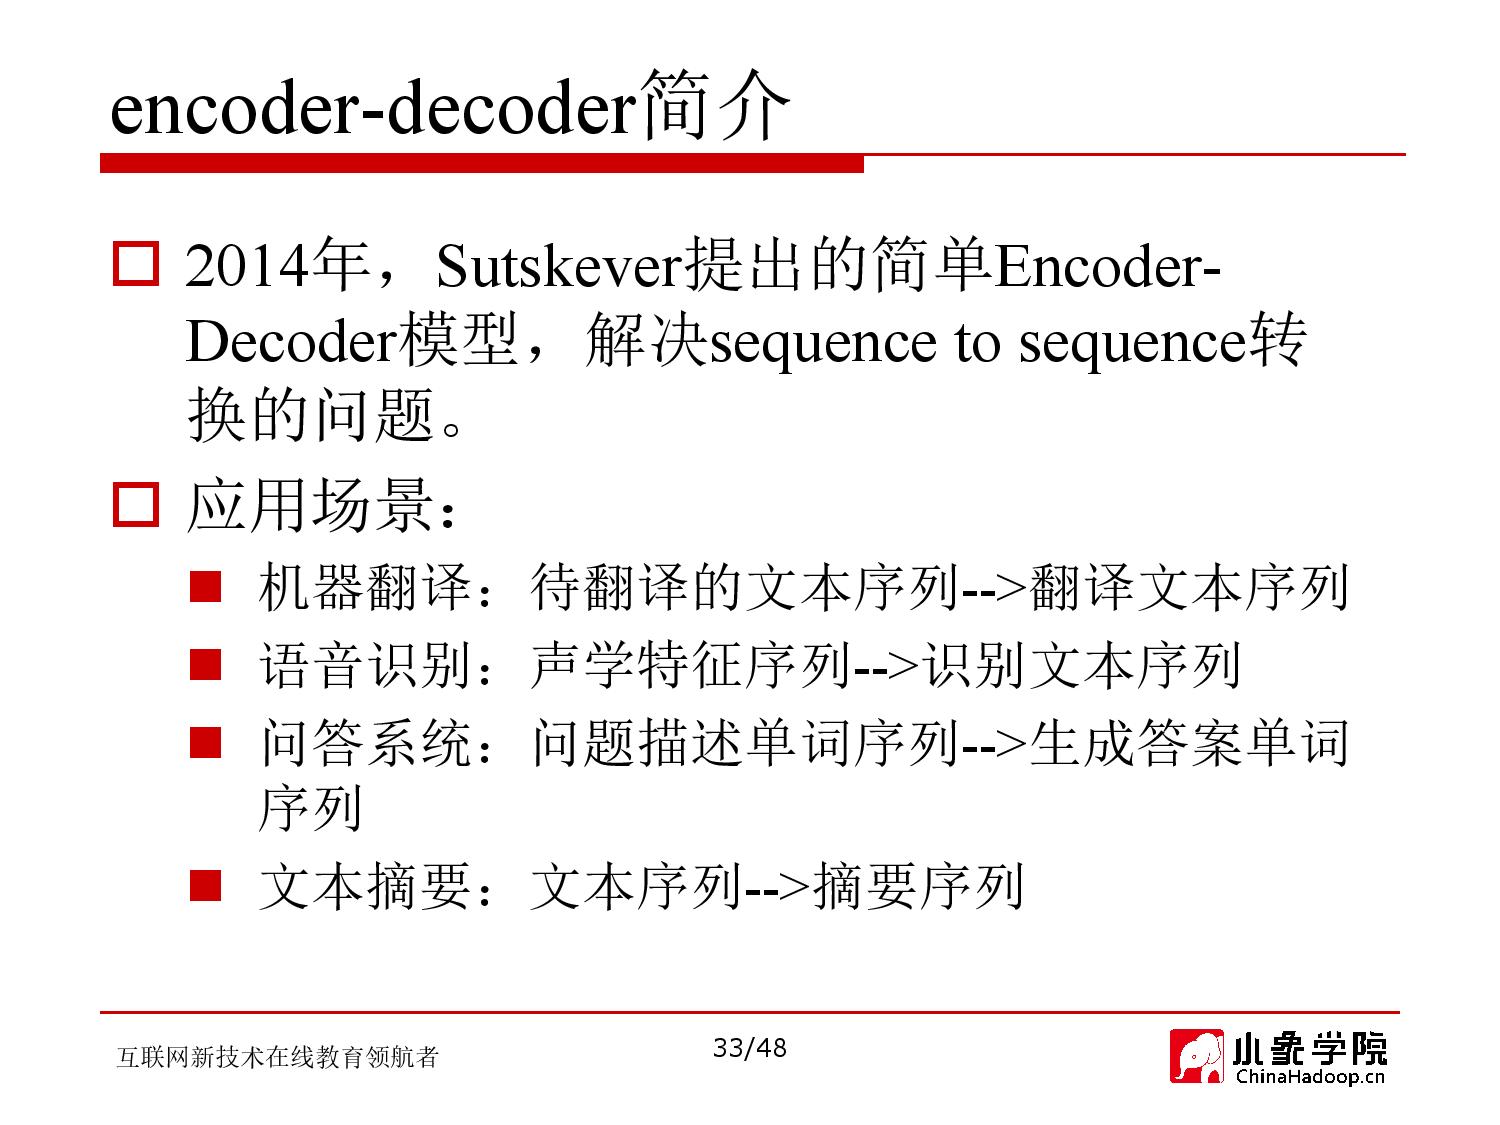 encoder-decoder简介
2014年，Sutskever提出的简单Encoder-
Decoder模型，解决sequence to sequence转
换的问题。
应用场景：
机器翻译：待翻译的文本序列-->翻译文本序列
语音识别：声学特征序列-->识别文本序列
问答系统：问题描述单词序列-->生成答案单词
序列
文本摘要：文本序列-->摘要序列
互联网新技术在线教育领航者
33/48
小象学院
ChinaHadoop.cn